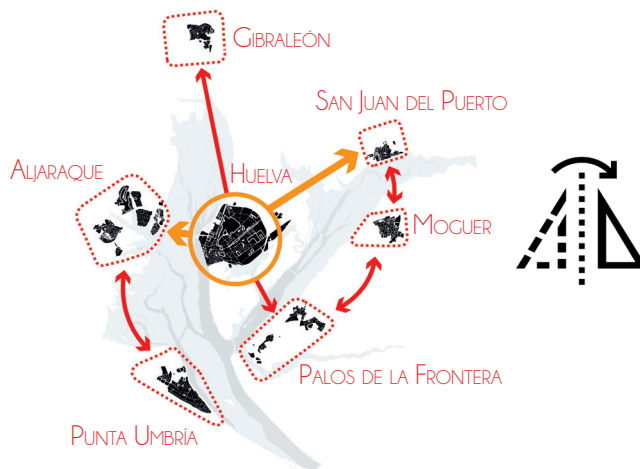 Gibraleón
San Juan del Puerto
Aljaraque
Huelva
Moguer
Palos de la Frontera
Punta Umbría